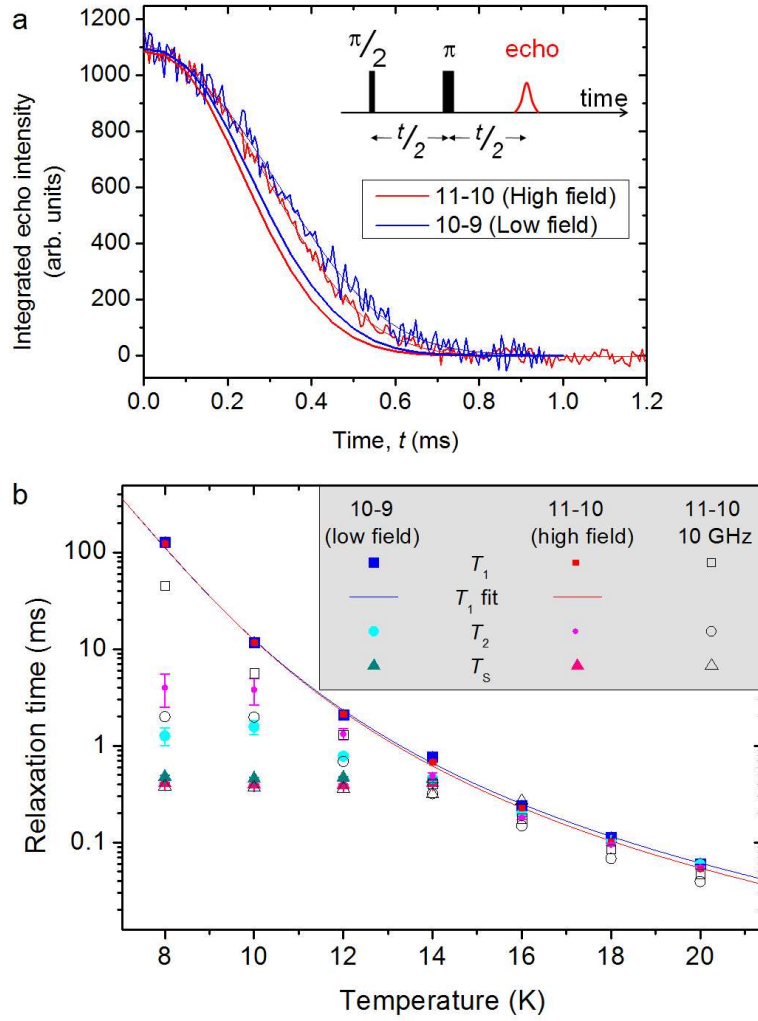 a
1200
1000
800
600
400
200
0
Integrated echo intensity
(arb. units)
π/2
π
echo
time
t/2
t/2
11-10 (High field)
10-9 (Low field)
0.0 0.2 0.4 0.6 0.8 1.0 1.2
Time, t (ms)
b
10-9 11-10 11-10
(low field) (high field) 10 GHz
T1
T1 fit
T2
TS
100
10
1
0.1
Relaxation time (ms)
8 10 12 14 16 18 20
Temperature (K)